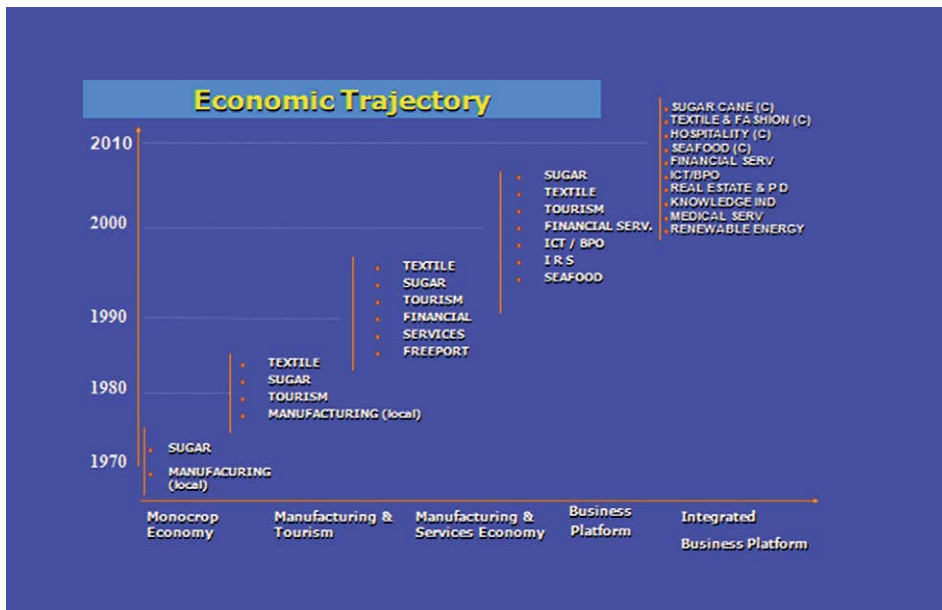 Economic Trajectory
2010
2000
1990
1980
1970
SUGAR
MANUFACURING
(local)
TEXTILE
SUGAR
TOURISM
MANUFACTURING (local)
TEXTILE
SUGAR
TOURISM
FINANCIAL
SERVICES
FREEPORT
SUGAR
TEXTILE
TOURISM
FINANCIAL SERV.
ICT / BPO
I R S
SEAFOOD
SUGAR CANE (C)
TEXTILE & FASHION (C)
HOSPITALITY (C)
SEAFOOD (C)
FINANCIAL SERV
ICT/BPO
REAL ESTATE & P D
KNOWLEDGE IND
MEDICAL SERV
RENEWABLE ENERGY
Monocrop
Economy
Manufacturing &
Tourism
Manufacturing &
Services Economy
Business
Platform
Integrated
Business Platform